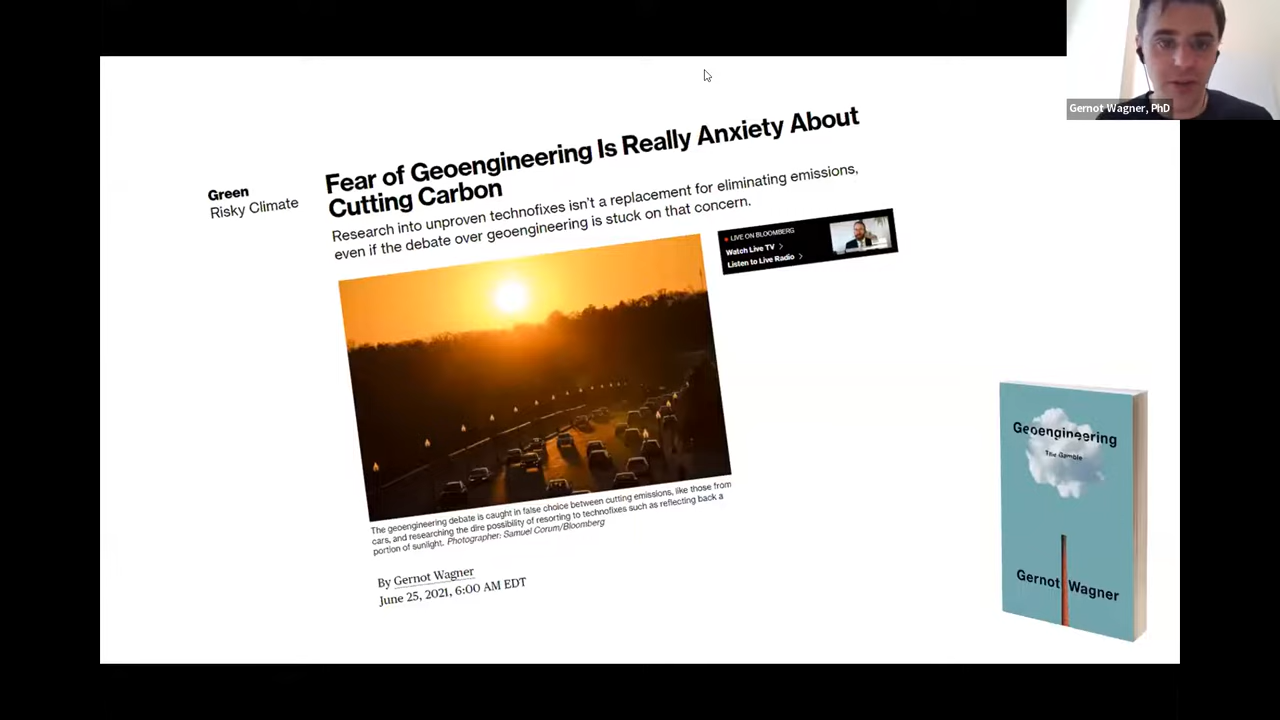 Gernot Wagner, PhD
Green
Risky Climate
Fear of Geoengineering Is Really Anxiety About
Cutting Carbon
Research into unproven technofixes isn't a replacement for eliminating emissions,
even if the debate over geoengineering is stuck on that concern.
LIVE ON BLOOMBERG
Watch Live TV >
Listen to Live Radio >
The geoengineering debate is caught in false choice between cutting emissions, like those from
cars, and researching the dire possibility of resorting to technofixes such as reflecting back a
portion of sunlight. Photographer: Samuel Corum/Bloomberg
By Gernot Wagner
June 25, 2021, 6:00 AM EDT
Geoengineering
The Gamble
Gernot Wagner